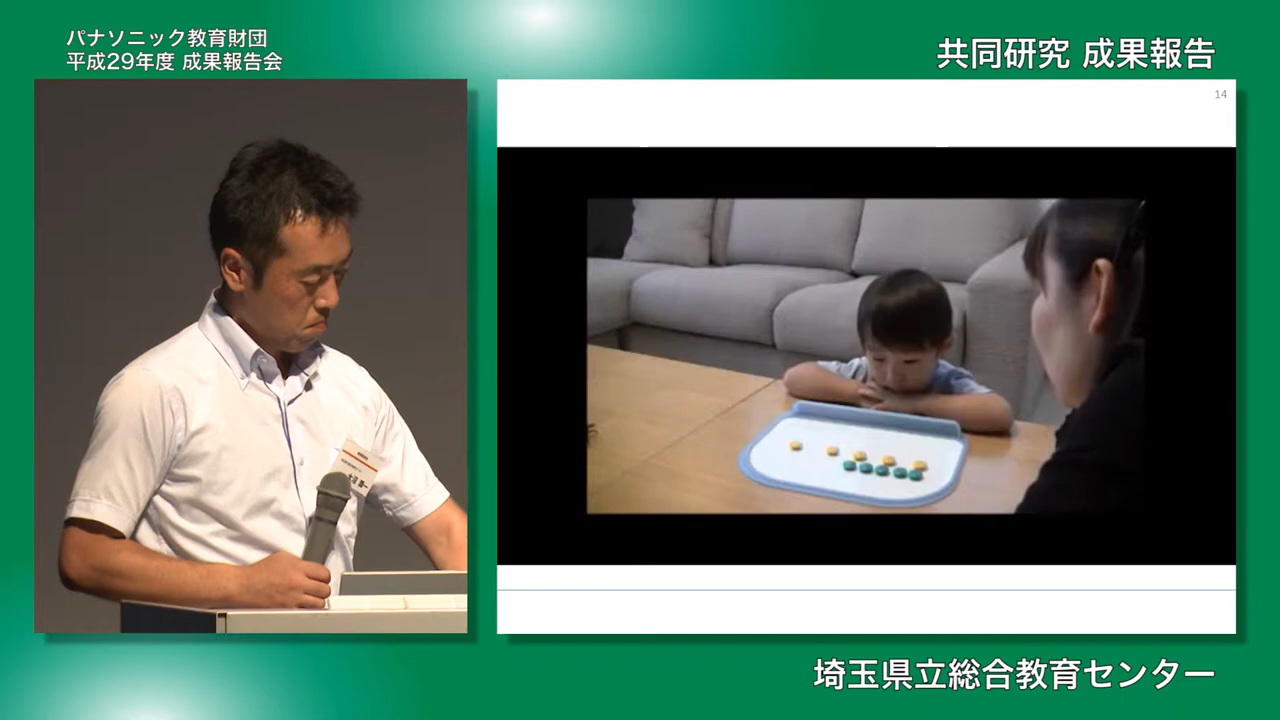 パナソニック教育財団
平成29年度 成果報告会
共同研究 成果報告
14
埼玉県立総合教育センター